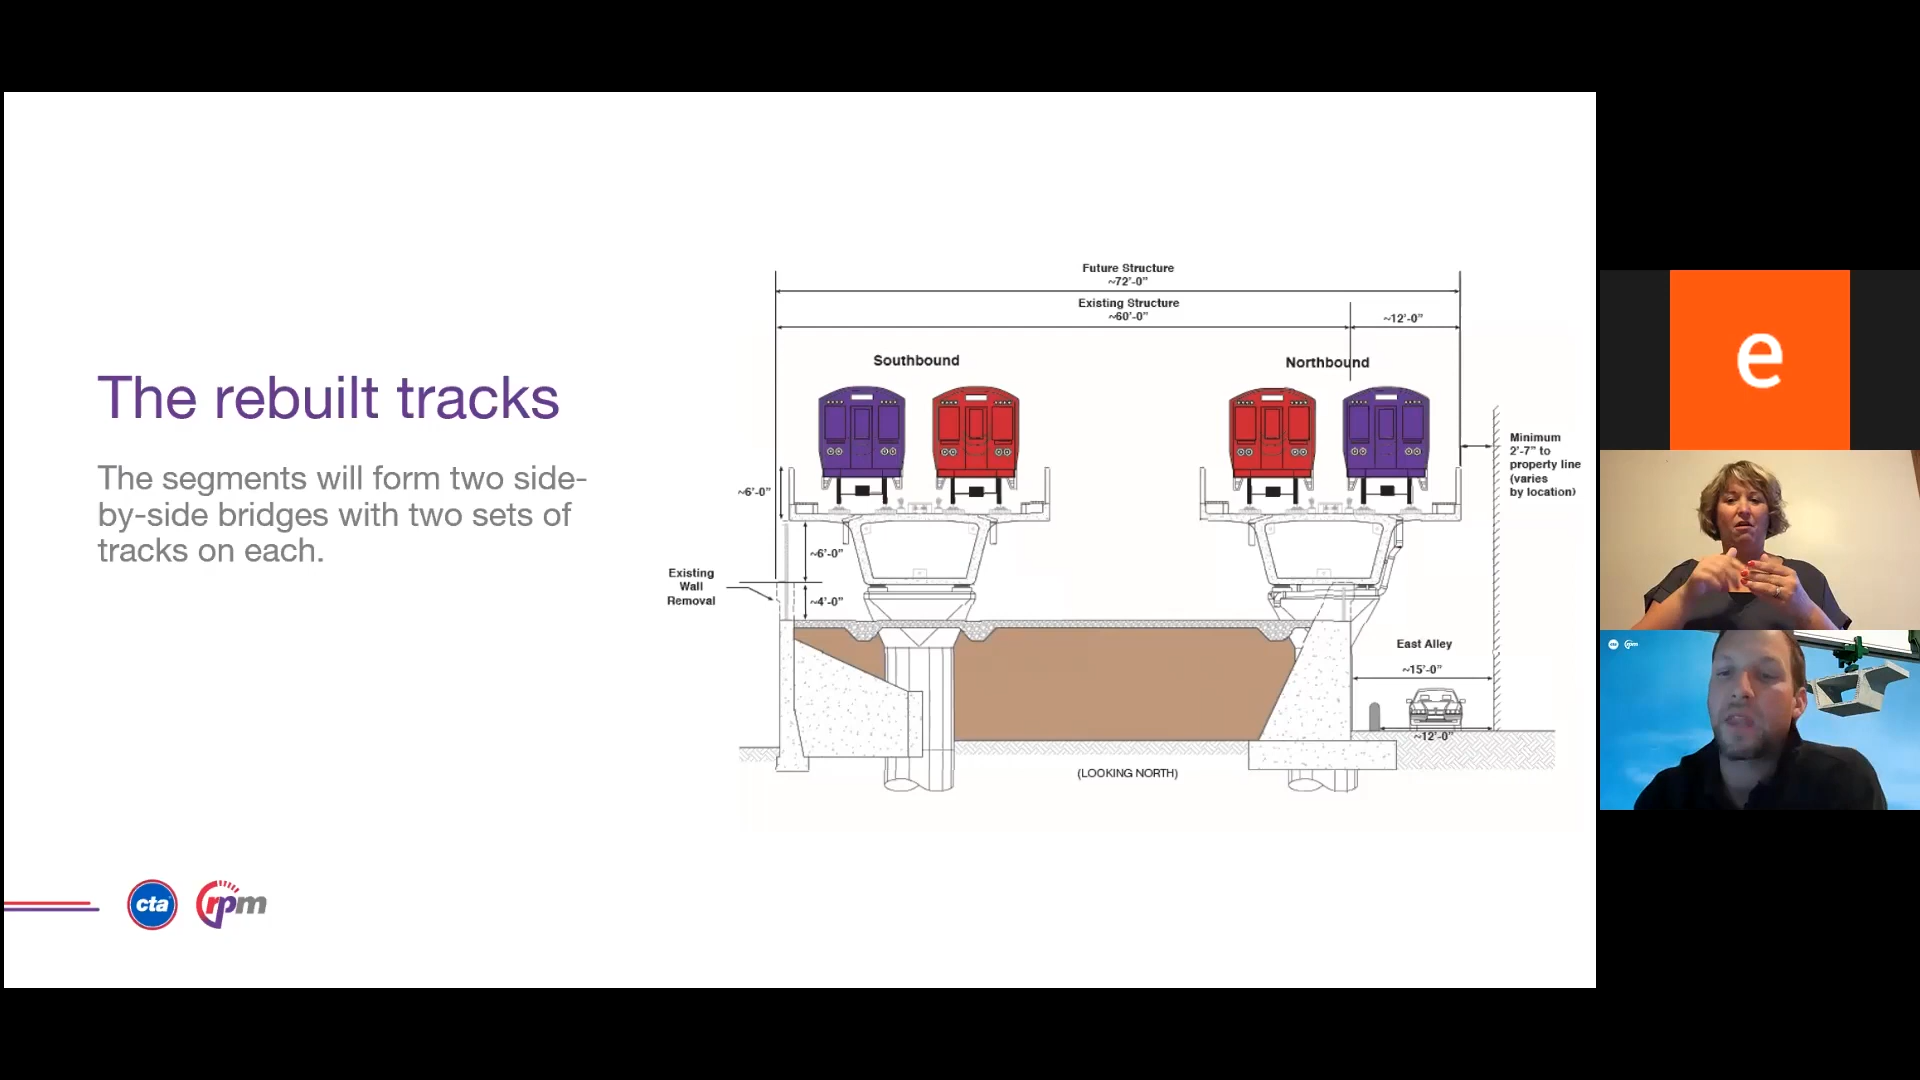 The rebuilt tracks
The segments will form two side-
by-side bridges with two sets of
tracks on each.
cta
rpm
Future Structure
~72'-0"
Existing Structure
~60'-0"
~12'-0"
Southbound
Northbound
~6'-0"
~6'-0"
~4'-0"
Existing
Wall
Removal
Minimum
2'-7" to
property line
(varies
by location)
East Alley
~15'-0"
~12'-0"
(LOOKING NORTH)
e
cta
rpm